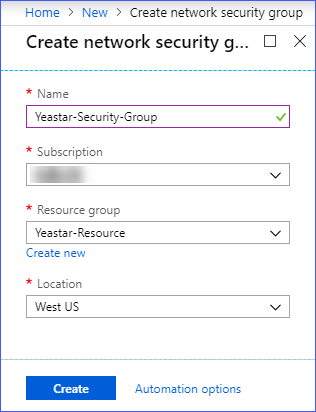 Home > New > Create network security group
Create network security g...
* Name
Yeastar-Security-Group
* Subscription
* Resource group
Yeastar-Resource
Create new
* Location
West US
Create Automation options